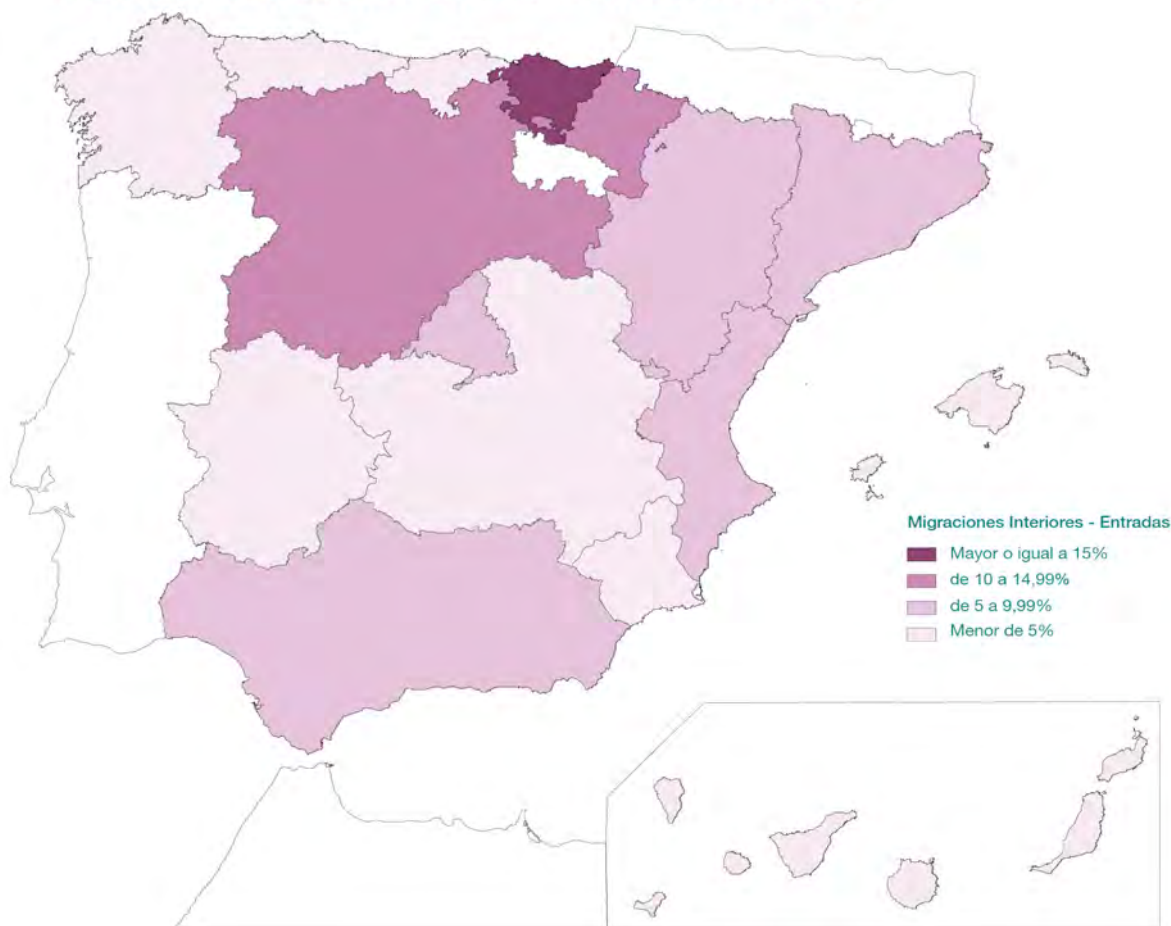 Migraciones Interiores - Entradas
Mayor o igual a 15%
de 10 a 14,99%
de 5 a 9,99%
Menor de 5%